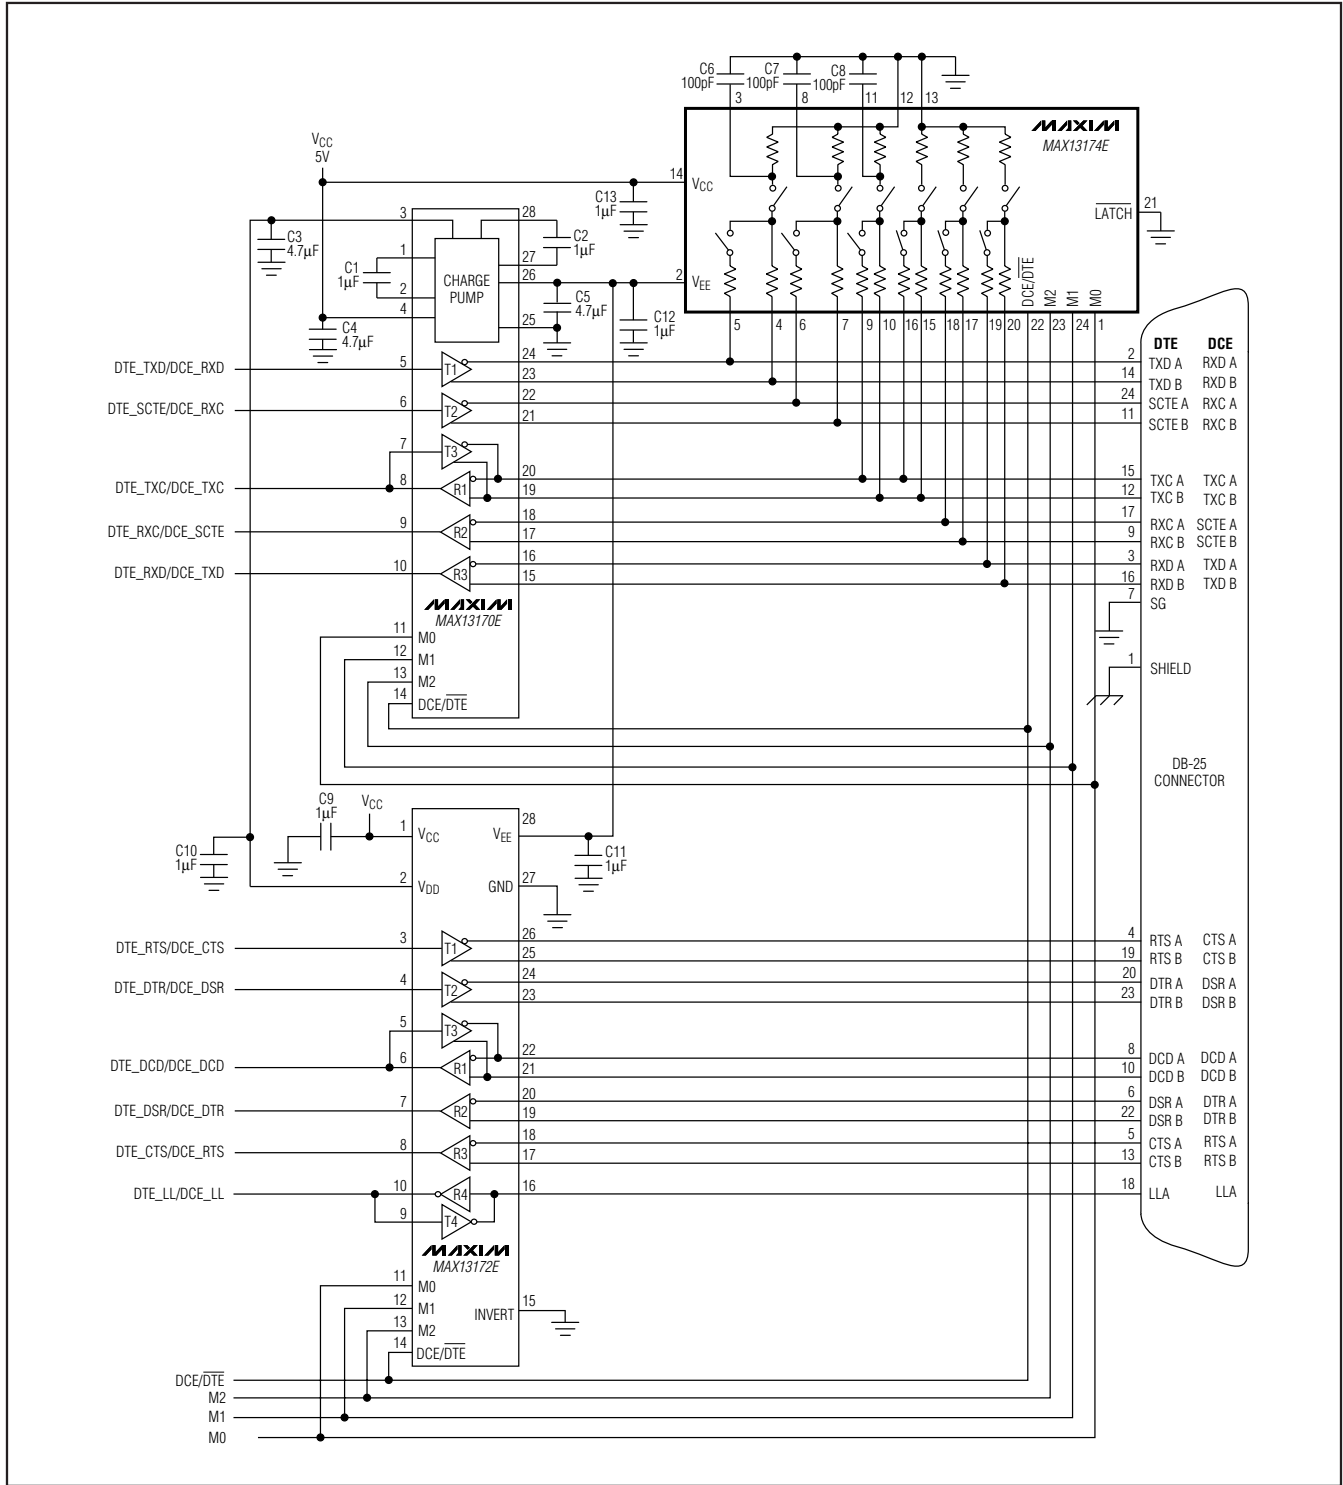 C6
100pF
C7
100pF
C8
100pF
3 8 11 12 13
MAXIM
MAX13174E
VCC
5V
14
VCC
C13
1µF
21
LATCH
3
28
C3
4.7µF
C2
1µF
1
27
C1
1µF
CHARGE
PUMP
26
2
VEE
2
4
C5
4.7µF
C12
1µF
25
C4
4.7µF
DCE/DTE
M2
M1
M0
5 4 6 7 9 10 16 15 18 17 19 20 22 23 24 1
DTE DCE
DTE_TXD/DCE_RXD
5 T1 24
23
2 TXD A RXD A
14 TXD B RXD B
DTE_SCTE/DCE_RXC
6 T2 22
21
24 SCTE A RXC A
11 SCTE B RXC B
7 T3
DTE_TXC/DCE_TXC
8 R1 20
19
15 TXC A TXC A
12 TXC B TXC B
DTE_RXC/DCE_SCTE
9 R2 18
17
17 RXC A SCTE A
9 RXC B SCTE B
DTE_RXD/DCE_TXD
10 R3 16
15
3 RXD A TXD A
16 RXD B TXD B
7 SG
MAXIM
MAX13170E
11 M0
12 M1
13 M2
14 DCE/DTE
1 SHIELD
DB-25
CONNECTOR
C9
1µF
VCC
1 VCC
VEE 28
C10
1µF
C11
1µF
2 VDD
GND 27
DTE_RTS/DCE_CTS
3 T1 26
25
4 RTS A CTS A
19 RTS B CTS B
DTE_DTR/DCE_DSR
4 T2 24
23
20 DTR A DSR A
23 DTR B DSR B
5 T3
DTE_DCD/DCE_DCD
6 R1 22
21
8 DCD A DCD A
10 DCD B DCD B
DTE_DSR/DCE_DTR
7 R2 20
19
6 DSR A DTR A
22 DSR B DTR B
DTE_CTS/DCE_RTS
8 R3 18
17
5 CTS A RTS A
13 CTS B RTS B
DTE_LL/DCE_LL
10 R4 16
18 LLA LLA
9 T4
MAXIM
MAX13172E
11 M0
12 M1
13 M2
14 DCE/DTE
INVERT 15
DCE/DTE
M2
M1
M0